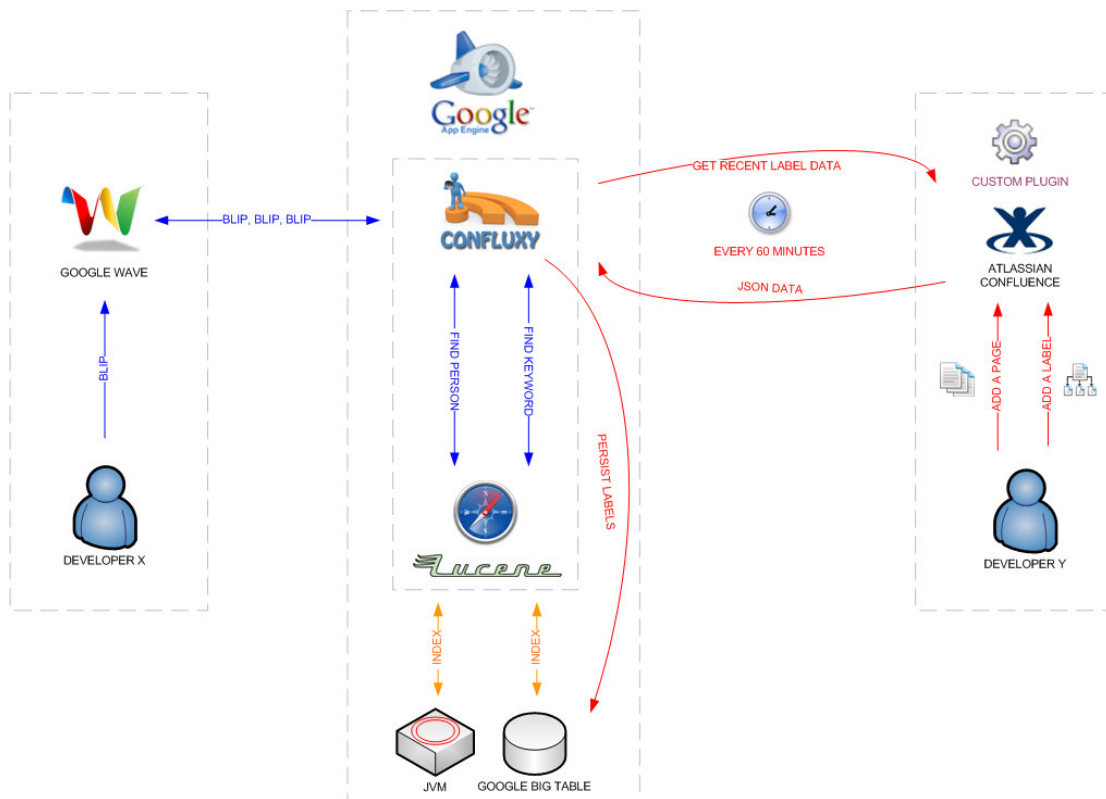 Google™
App Engine
GET RECENT LABEL DATA
CUSTOM PLUGIN
BLIP, BLIP, BLIP
CONFLUXY
GOOGLE WAVE
EVERY 60 MINUTES
ATLASSIAN
CONFLUENCE
JSON DATA
BLIP
FIND PERSON
FIND KEYWORD
ADD A PAGE
ADD A LABEL
PERSIST LABELS
N
S
DEVELOPER X
Lucene
DEVELOPER Y
INDEX
INDEX
JVM
GOOGLE BIG TABLE